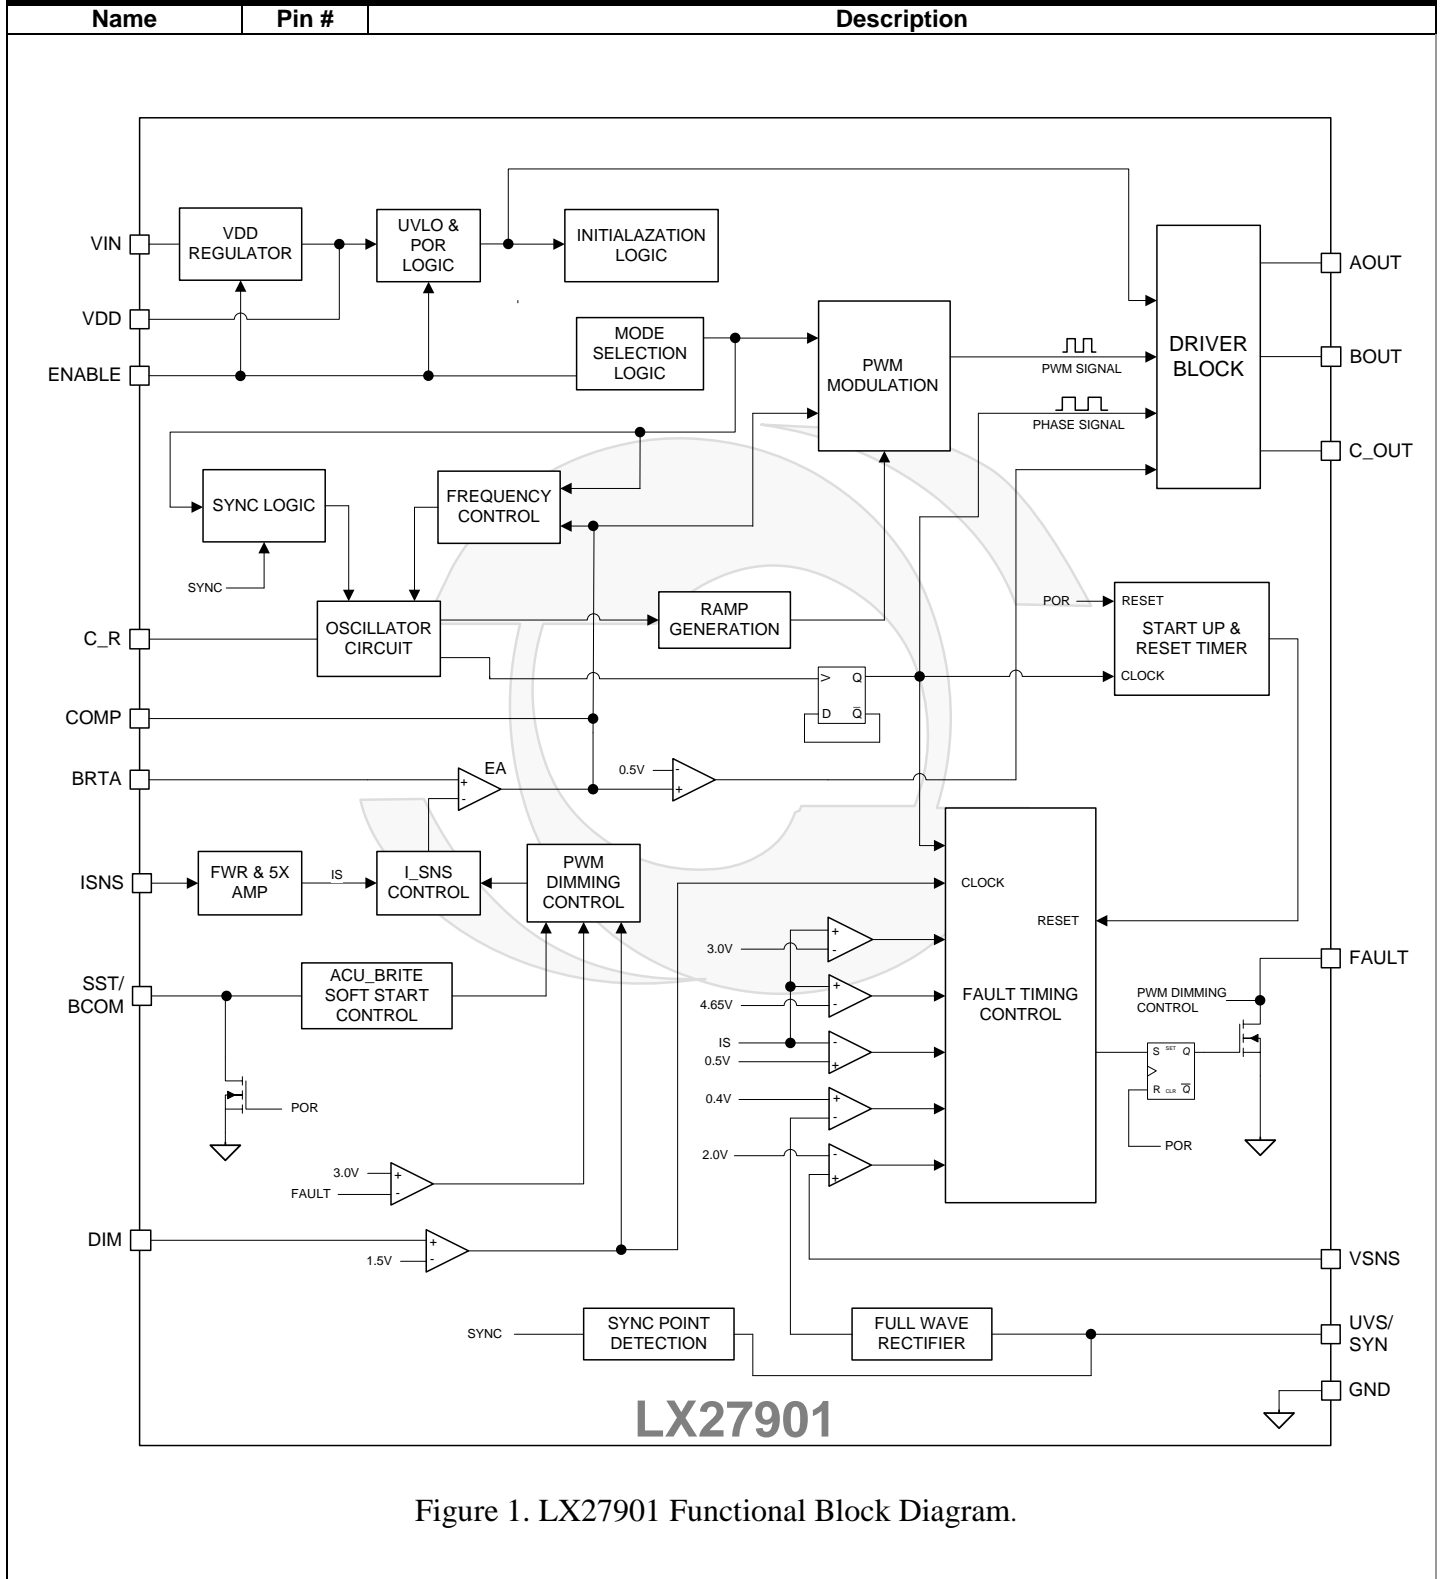 Name Pin # Description
VIN
VDD
REGULATOR
UVLO &
POR
LOGIC
INITIALAZATION
LOGIC
AOUT
VDD
ENABLE
MODE
SELECTION
LOGIC
PWM
MODULATION
PWM SIGNAL
PHASE SIGNAL
DRIVER
BLOCK
BOUT
C_OUT
SYNC LOGIC
FREQUENCY
CONTROL
SYNC
C_R
OSCILLATOR
CIRCUIT
RAMP
GENERATION
POR
RESET
START UP &
RESET TIMER
CLOCK
> Q
D Q
COMP
BRTA
EA
+
-
0.5V
-
+
ISNS
FWR & 5X
AMP
IS
I_SNS
CONTROL
PWM
DIMMING
CONTROL
CLOCK
RESET
FAULT TIMING
CONTROL
3.0V
+
-
4.65V
+
-
IS
0.5V
-
+
0.4V
+
-
2.0V
-
+
SST/
BCOM
ACU_BRITE
SOFT START
CONTROL
POR
FAULT
PWM DIMMING
CONTROL
S SET Q
R CLR Q
POR
3.0V
FAULT
+
-
DIM
1.5V
+
-
VSNS
SYNC
SYNC POINT
DETECTION
FULL WAVE
RECTIFIER
UVS/
SYN
GND
LX27901
Figure 1. LX27901 Functional Block Diagram.